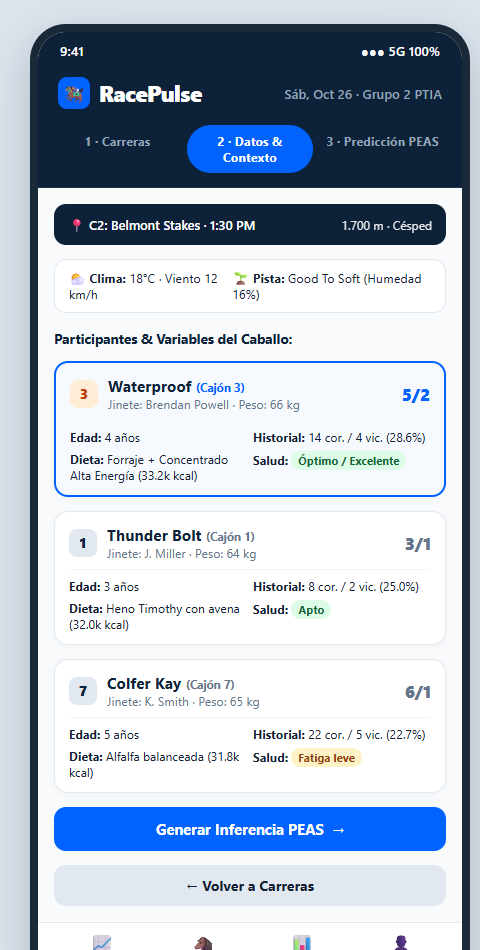 9:41
●●● 5G 100%
RacePulse
Sáb, Oct 26 · Grupo 2 PTIA
1 · Carreras
2 · Datos &
Contexto
3 · Predicción PEAS
C2: Belmont Stakes · 1:30 PM
1.700 m · Césped
Clima: 18°C · Viento 12
km/h
Pista: Good To Soft (Humedad
16%)
Participantes & Variables del Caballo:
3
Waterproof (Cajón 3)
Jinete: Brendan Powell · Peso: 66 kg
5/2
Edad: 4 años
Historial: 14 cor. / 4 vic. (28.6%)
Dieta: Forraje + Concentrado
Alta Energía (33.2k kcal)
Salud: Óptimo / Excelente
1
Thunder Bolt (Cajón 1)
Jinete: J. Miller · Peso: 64 kg
3/1
Edad: 3 años
Historial: 8 cor. / 2 vic. (25.0%)
Dieta: Heno Timothy con avena
(32.0k kcal)
Salud: Apto
7
Colfer Kay (Cajón 7)
Jinete: K. Smith · Peso: 65 kg
6/1
Edad: 5 años
Historial: 22 cor. / 5 vic. (22.7%)
Dieta: Alfalfa balanceada (31.8k
kcal)
Salud: Fatiga leve
Generar Inferencia PEAS →
← Volver a Carreras